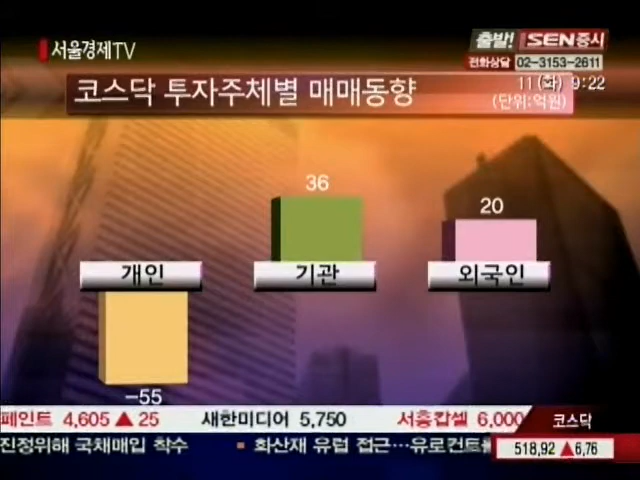 서울경제TV
출발! SEN증시
전화상담 02-3153-2611
코스닥 투자주체별 매매동향
11(화) 9:22
(단위:억원)
36
20
개인
기관
외국인
-55
페인트 4,605 ▲ 25 새한미디어 5,750 서흥캅셀 6,000
코스닥
진정위해 국채매입 착수 ▪ 화산재 유럽 접근…유로컨트롤
518,92 ▲6,76